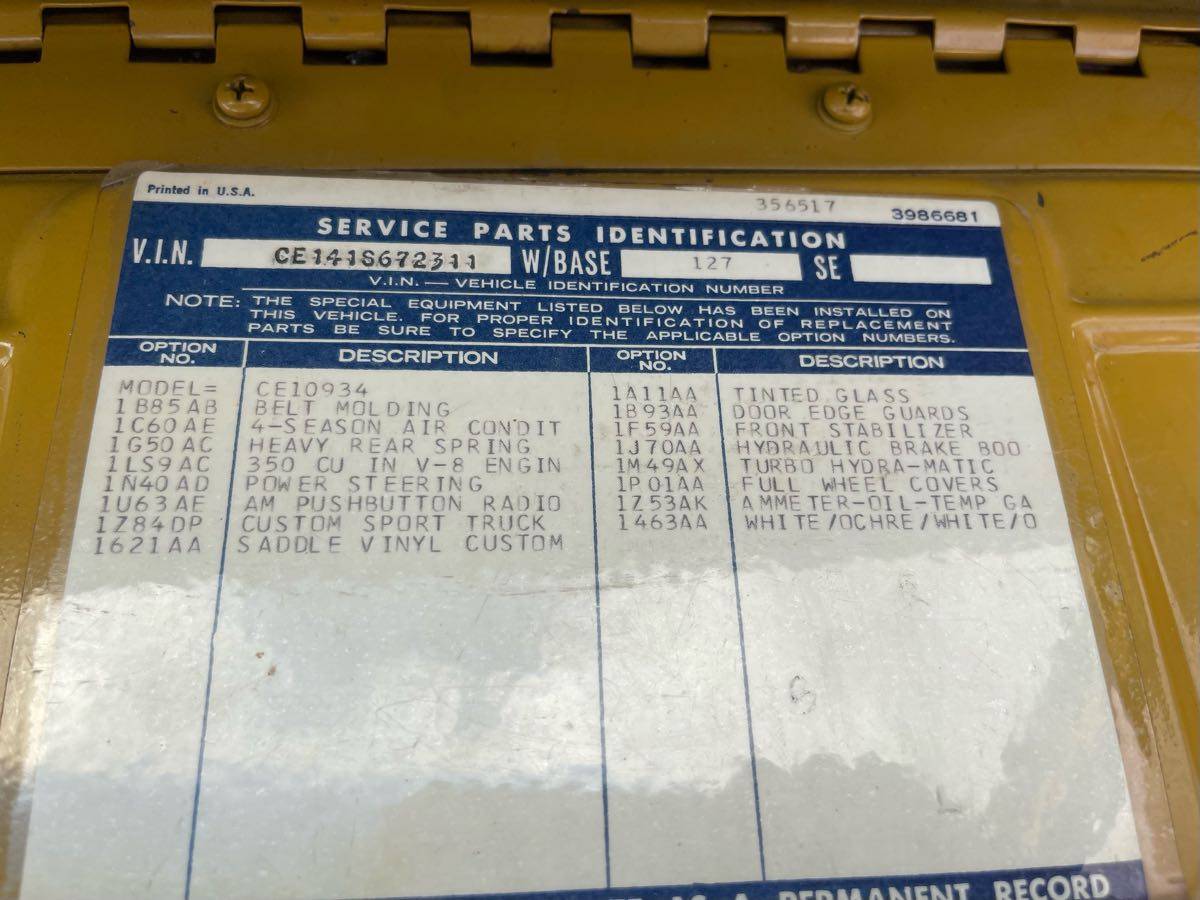 Printed in U.S.A. 356517 3986681
SERVICE PARTS IDENTIFICATION
V.I.N. CE141S672311 W/BASE 127 SE
V.I.N. — VEHICLE IDENTIFICATION NUMBER
NOTE: THE SPECIAL EQUIPMENT LISTED BELOW HAS BEEN INSTALLED ON
THIS VEHICLE. FOR PROPER IDENTIFICATION OF REPLACEMENT
PARTS BE SURE TO SPECIFY THE APPLICABLE OPTION NUMBERS.
OPTION NO. DESCRIPTION OPTION NO. DESCRIPTION
MODEL= CE10934 1A11AA TINTED GLASS
1B85AB BELT MOLDING 1B93AA DOOR EDGE GUARDS
1C60AE 4-SEASON AIR CONDIT 1F59AA FRONT STABILIZER
1G50AC HEAVY REAR SPRING 1J70AA HYDRAULIC BRAKE BOO
1LS9AC 350 CU IN V-8 ENGIN 1M49AX TURBO HYDRA-MATIC
1N40AD POWER STEERING 1P01AA FULL WHEEL COVERS
1U63AE AM PUSHBUTTON RADIO 1Z53AK AMMETER-OIL-TEMP GA
1Z84DP CUSTOM SPORT TRUCK 1463AA WHITE/OCHRE/WHITE/O
1621AA SADDLE VINYL CUSTOM
AS A PERMANENT RECORD